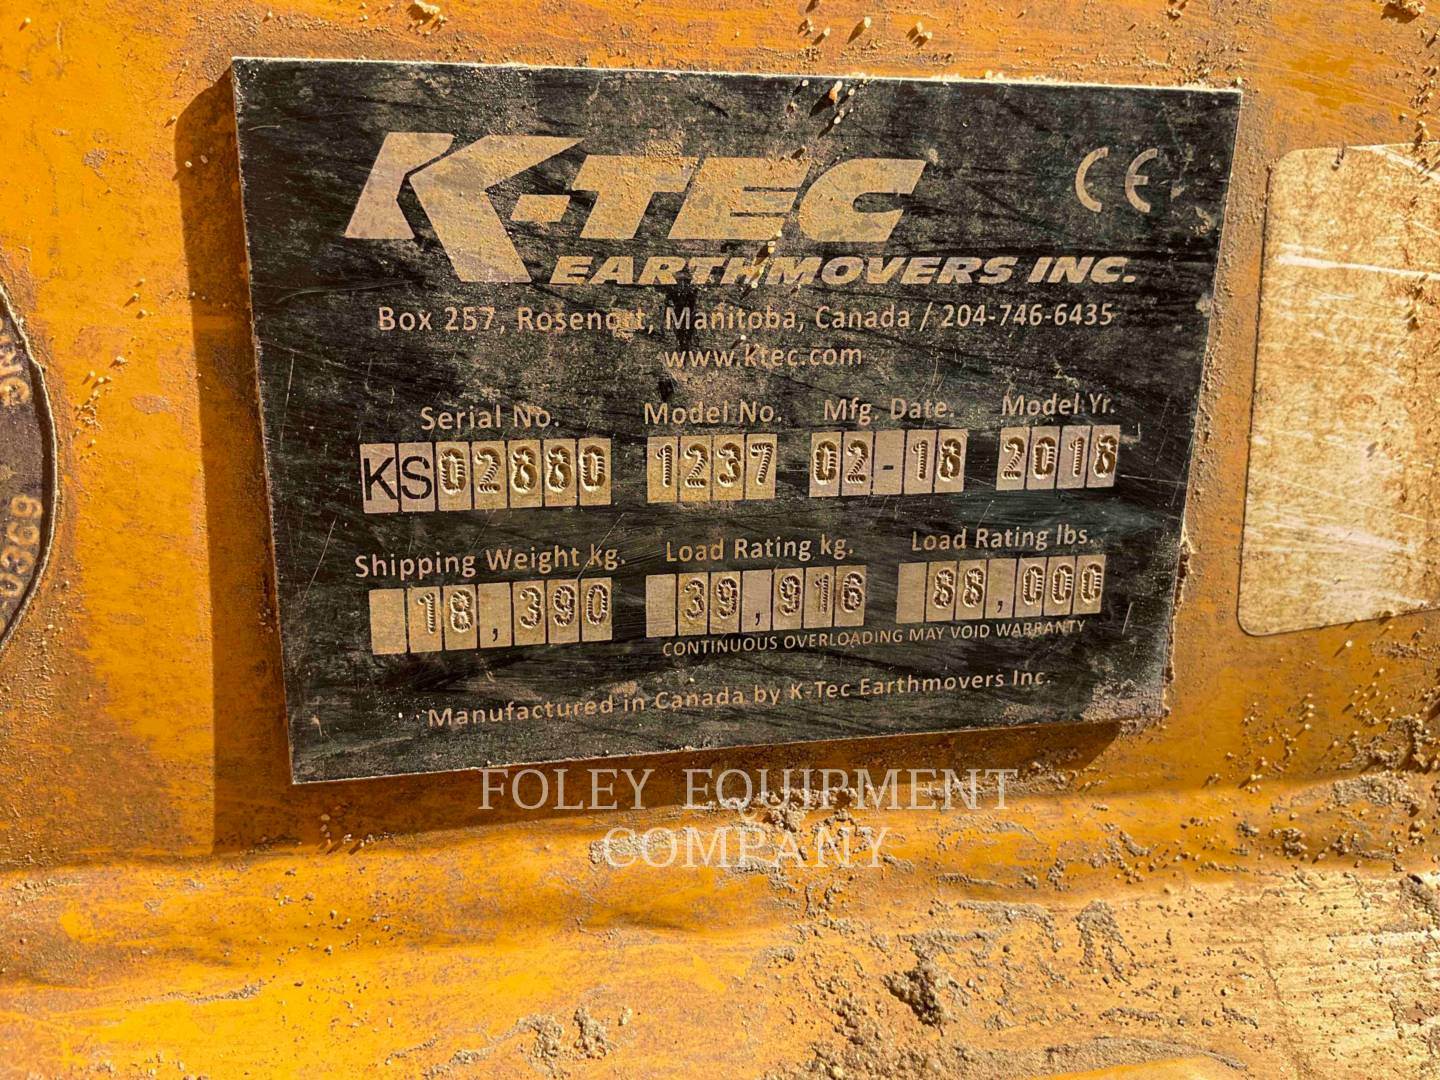 K-TEC CE
EARTHMOVERS INC.
Box 257, Rosenort, Manitoba, Canada / 204-746-6435
www.ktec.com
Serial No. Model No. Mfg. Date. Model Yr.
KS02880 1237 02-18 2018
Shipping Weight kg. Load Rating kg. Load Rating lbs.
18,390 39,916 88,000
CONTINUOUS OVERLOADING MAY VOID WARRANTY
Manufactured in Canada by K-Tec Earthmovers Inc.
FOLEY EQUIPMENT
COMPANY